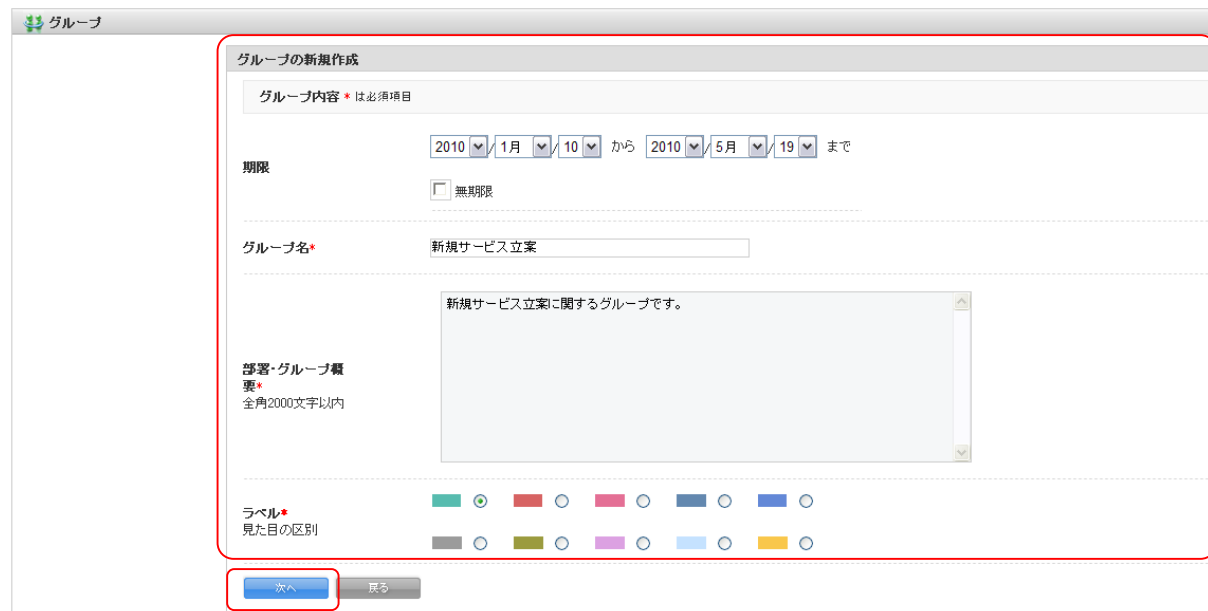 グループ
グループの新規作成
グループ内容 * は必須項目
期限
2010 / 1月 / 10 から 2010 / 5月 / 19 まで
無期限
グループ名*
新規サービス立案
部署・グループ概
要*
全角2000文字以内
新規サービス立案に関するグループです。
ラベル*
見た目の区別
次へ 戻る